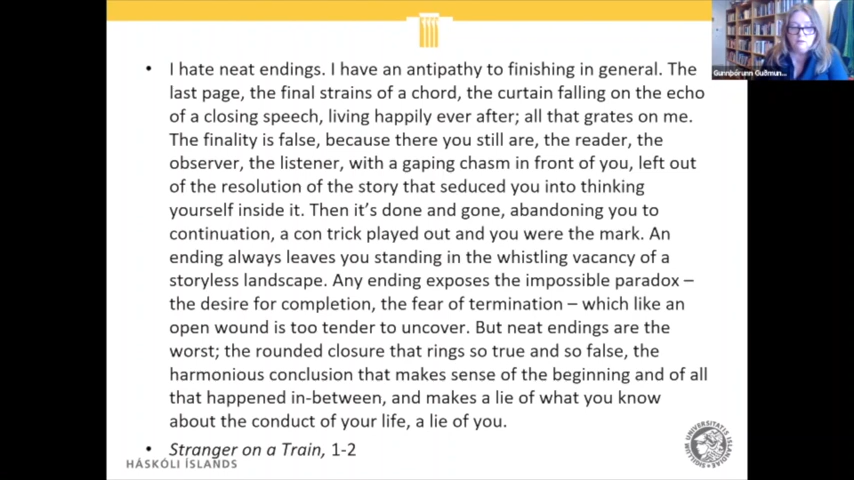 Gunnþórunn Guðmun...
• I hate neat endings. I have an antipathy to finishing in general. The
last page, the final strains of a chord, the curtain falling on the echo
of a closing speech, living happily ever after; all that grates on me.
The finality is false, because there you still are, the reader, the
observer, the listener, with a gaping chasm in front of you, left out
of the resolution of the story that seduced you into thinking
yourself inside it. Then it’s done and gone, abandoning you to
continuation, a con trick played out and you were the mark. An
ending always leaves you standing in the whistling vacancy of a
storyless landscape. Any ending exposes the impossible paradox –
the desire for completion, the fear of termination – which like an
open wound is too tender to uncover. But neat endings are the
worst; the rounded closure that rings so true and so false, the
harmonious conclusion that makes sense of the beginning and of all
that happened in-between, and makes a lie of what you know
about the conduct of your life, a lie of you.
• Stranger on a Train, 1-2
HÁSKÓLI ÍSLANDS
SIGILLUM UNIVERSITATIS ISLANDIAE